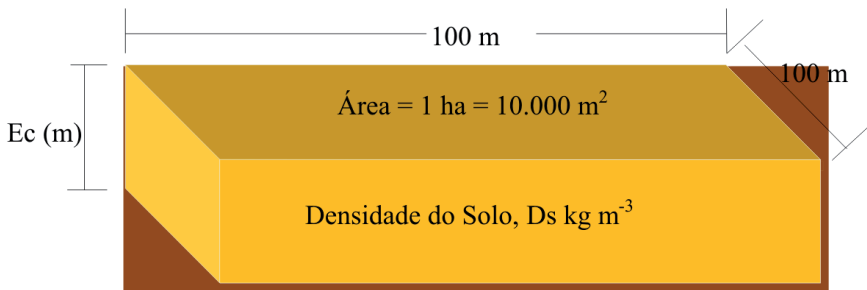 100 m
100 m
Área = 1 ha = 10.000 m²
Ec (m)
Densidade do Solo, Ds kg m⁻³